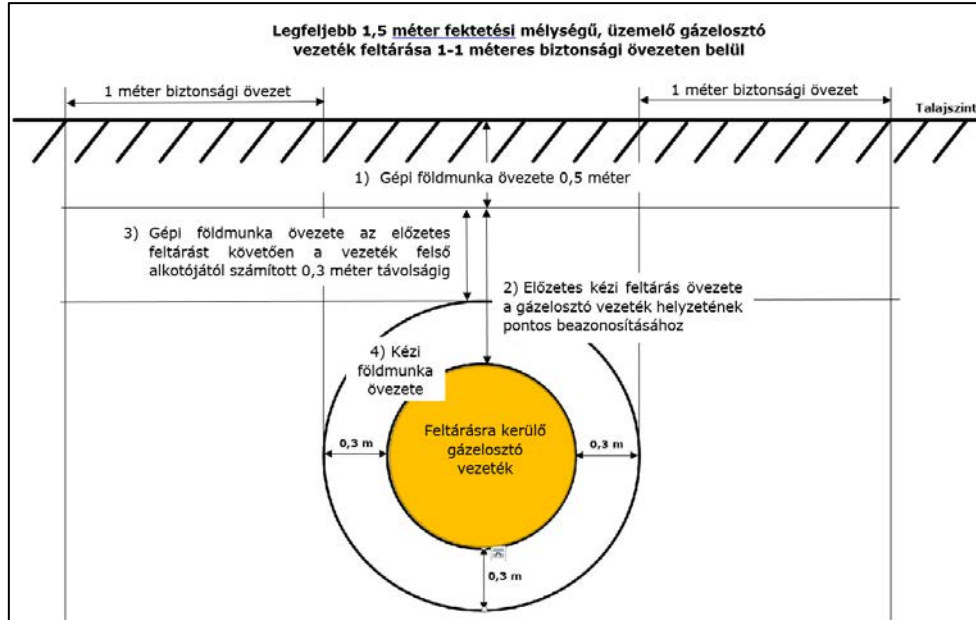 Legfeljebb 1,5 méter fektetési mélységű, üzemelő gázelosztó
vezeték feltárása 1-1 méteres biztonsági övezeten belül
1 méter biztonsági övezet
1 méter biztonsági övezet
Talajszint
1) Gépi földmunka övezete 0,5 méter
3) Gépi földmunka övezete az előzetes
feltárást követően a vezeték felső
alkotójától számított 0,3 méter távolságig
2) Előzetes kézi feltárás övezete
a gázelosztó vezeték helyzetének
pontos beazonosításához
4) Kézi
földmunka
övezete
0,3 m
Feltárásra kerülő
gázelosztó
vezeték
0,3 m
0,3 m